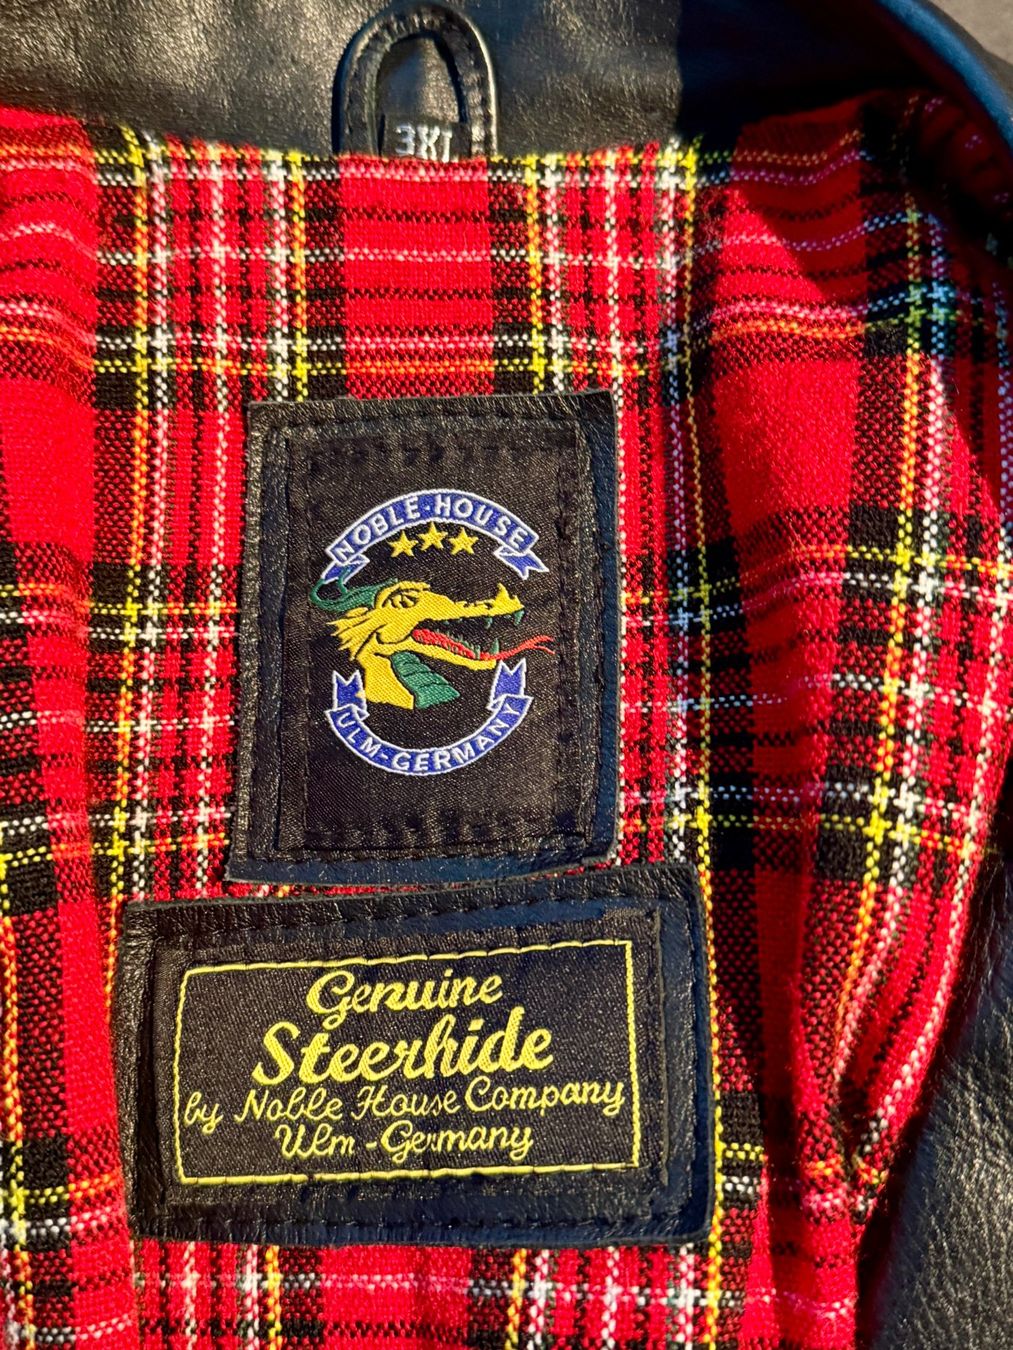 3XL
NOBLE-HOUSE
ULM-GERMANY
Genuine
Steerhide
by Noble House Company
Ulm - Germany